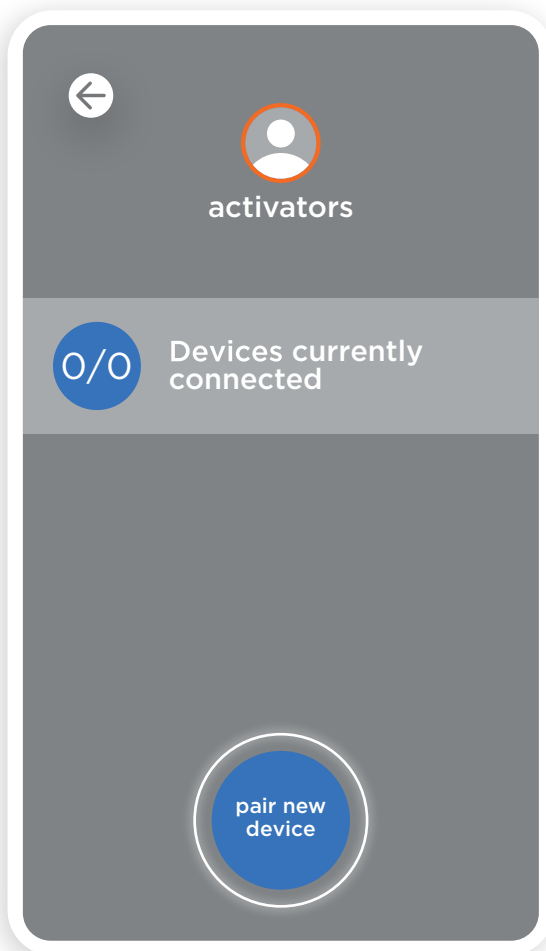 activators
0/0
Devices currently
connected
pair new
device